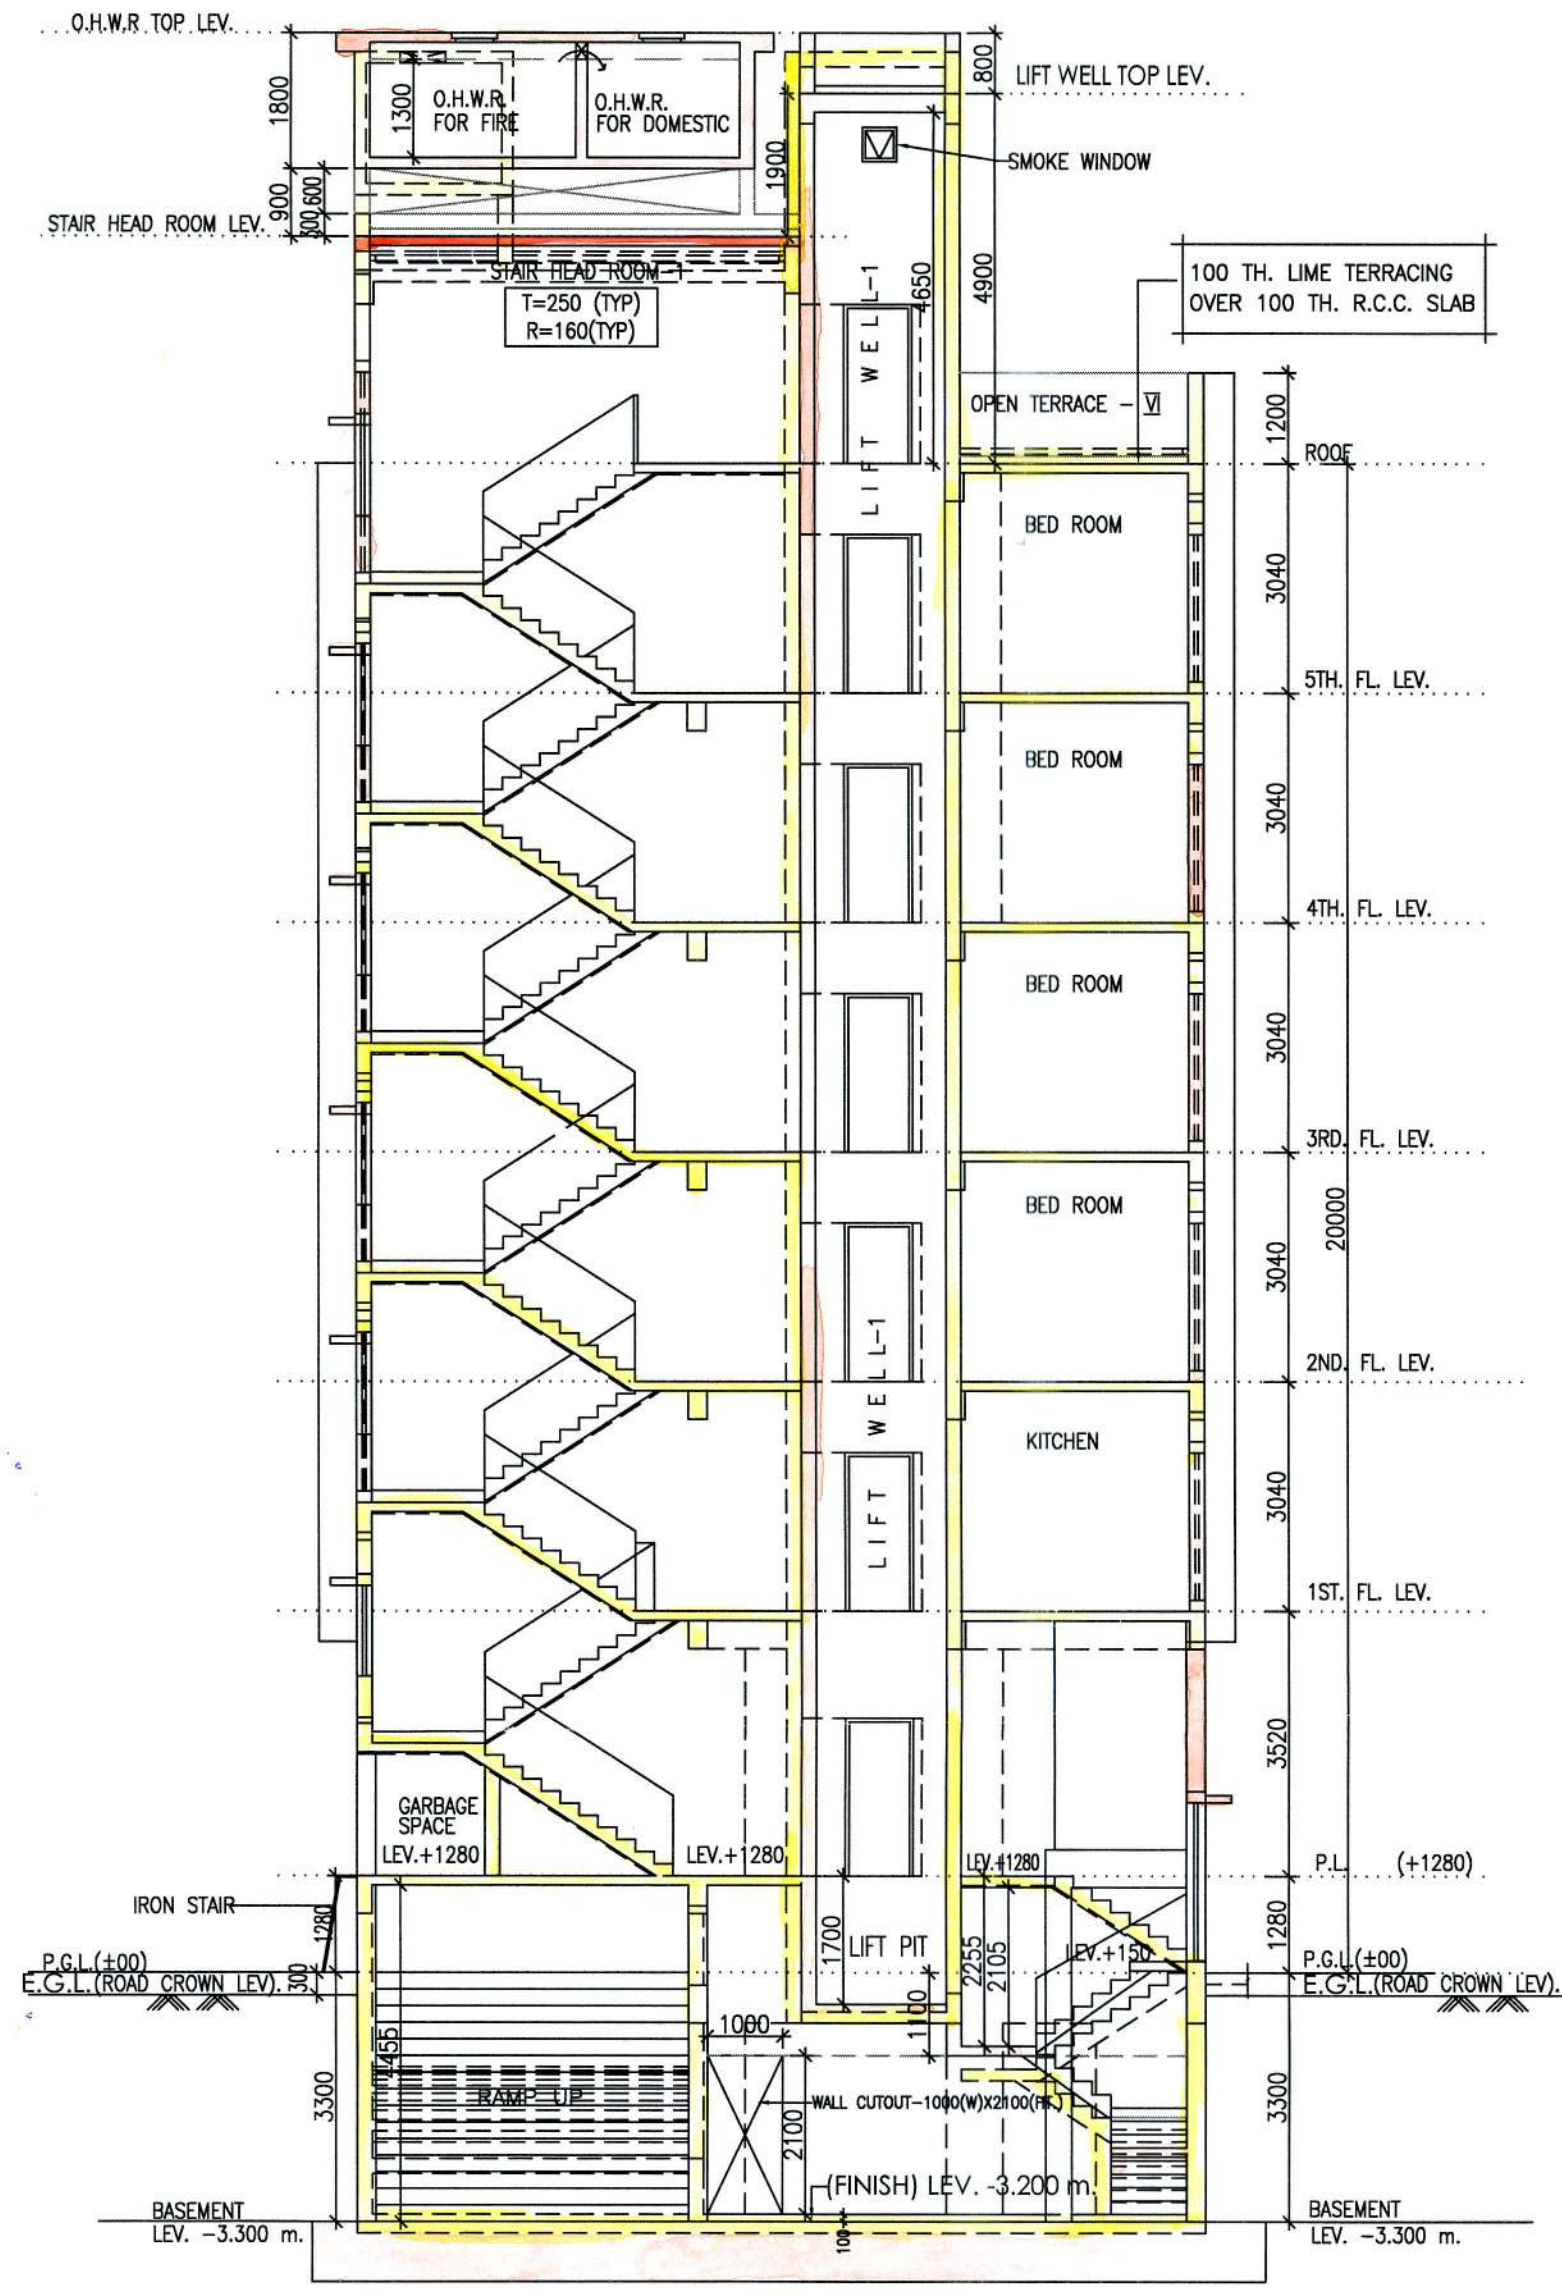 O.H.W.R TOP LEV.
1800
1300
O.H.W.R.
FOR FIRE
O.H.W.R.
FOR DOMESTIC
800
LIFT WELL TOP LEV.
SMOKE WINDOW
1900
900
600
300
STAIR HEAD ROOM LEV.
STAIR HEAD ROOM-1
T=250 (TYP)
R=160(TYP)
4650
4900
100 TH. LIME TERRACING
OVER 100 TH. R.C.C. SLAB
LIFT WELL-1
OPEN TERRACE - VI
1200
ROOF
BED ROOM
3040
5TH. FL. LEV.
BED ROOM
3040
4TH. FL. LEV.
BED ROOM
3040
3RD. FL. LEV.
BED ROOM
3040
20000
2ND. FL. LEV.
LIFT WELL-1
KITCHEN
3040
1ST. FL. LEV.
3520
GARBAGE
SPACE
LEV.+1280
LEV.+1280
LEV.+1280
P.L. (+1280)
IRON STAIR
1280
1700
LIFT PIT
2255
2105
LEV.+150
1280
P.G.L.(±00)
E.G.L.(ROAD CROWN LEV).
300
P.G.L.(±00)
E.G.L.(ROAD CROWN LEV).
1000
1100
4455
3300
RAMP UP
WALL CUTOUT-1000(W)X2100(HT.)
2100
3300
(FINISH) LEV. -3.200 m.
BASEMENT
LEV. -3.300 m.
100
BASEMENT
LEV. -3.300 m.